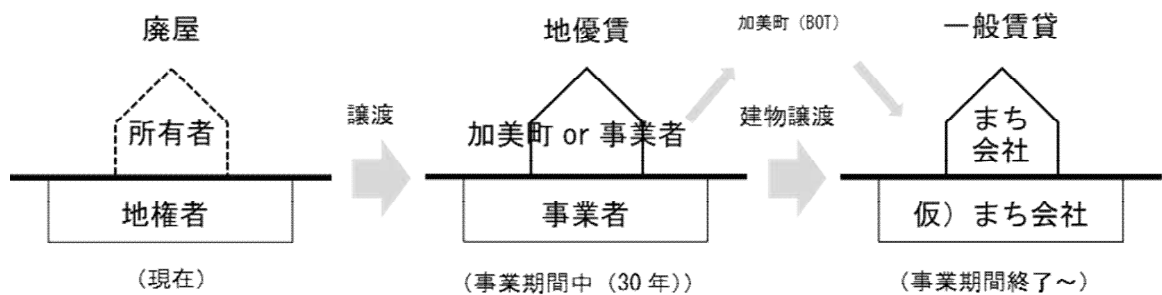 廃屋
所有者
地権者
（現在）
譲渡
地優賃
加美町 or 事業者
事業者
（事業期間中（30 年））
加美町（BOT）
建物譲渡
一般賃貸
まち
会社
仮）まち会社
（事業期間終了～）